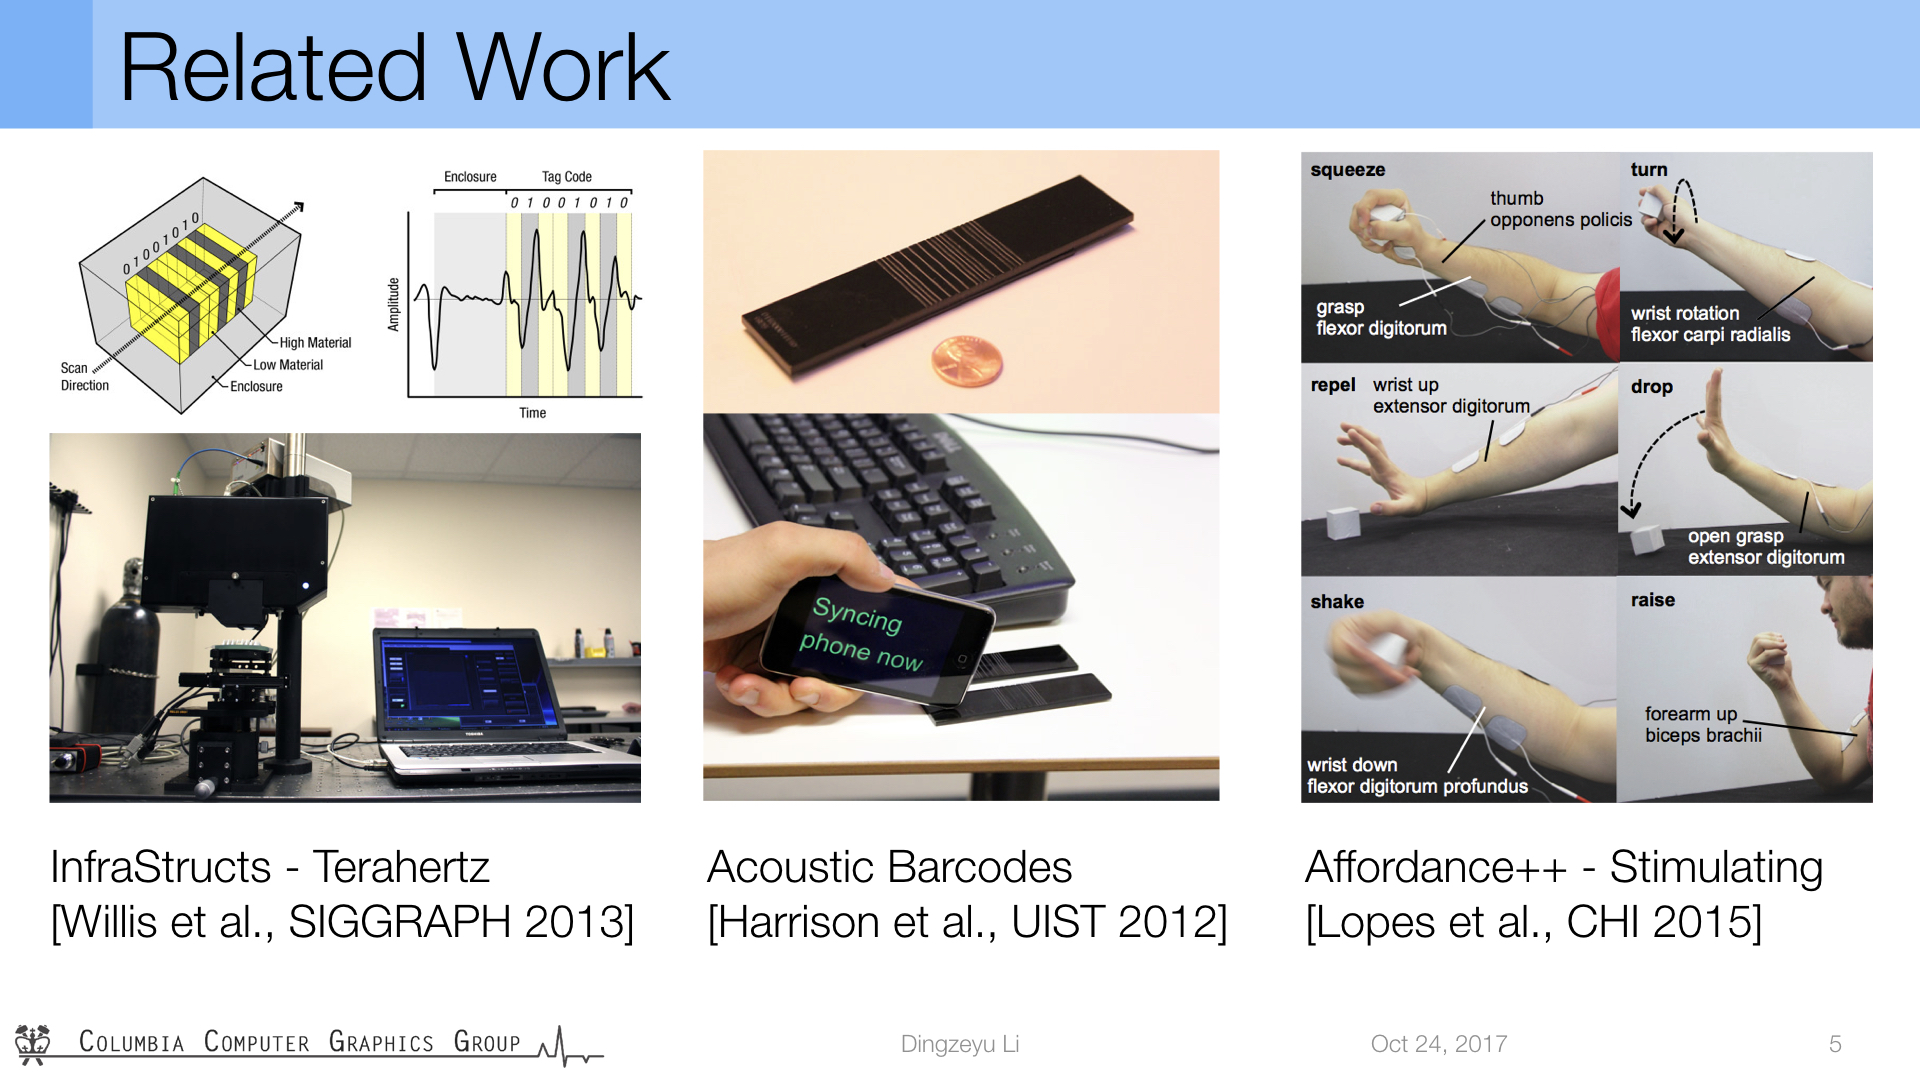 Related Work
Enclosure
Tag Code
0 1 0 0 1 0 1 0
Amplitude
Time
0 1 0 0 1 0 1 0
High Material
Low Material
Enclosure
Scan
Direction
TOSHIBA
Syncing
phone now
squeeze
thumb
opponens policis
grasp
flexor digitorum
turn
wrist rotation
flexor carpi radialis
repel
wrist up
extensor digitorum
drop
open grasp
extensor digitorum
shake
wrist down
flexor digitorum profundus
raise
forearm up
biceps brachii
InfraStructs - Terahertz
[Willis et al., SIGGRAPH 2013]
Acoustic Barcodes
[Harrison et al., UIST 2012]
Affordance++ - Stimulating
[Lopes et al., CHI 2015]
Columbia Computer Graphics Group
Dingzeyu Li
Oct 24, 2017
5